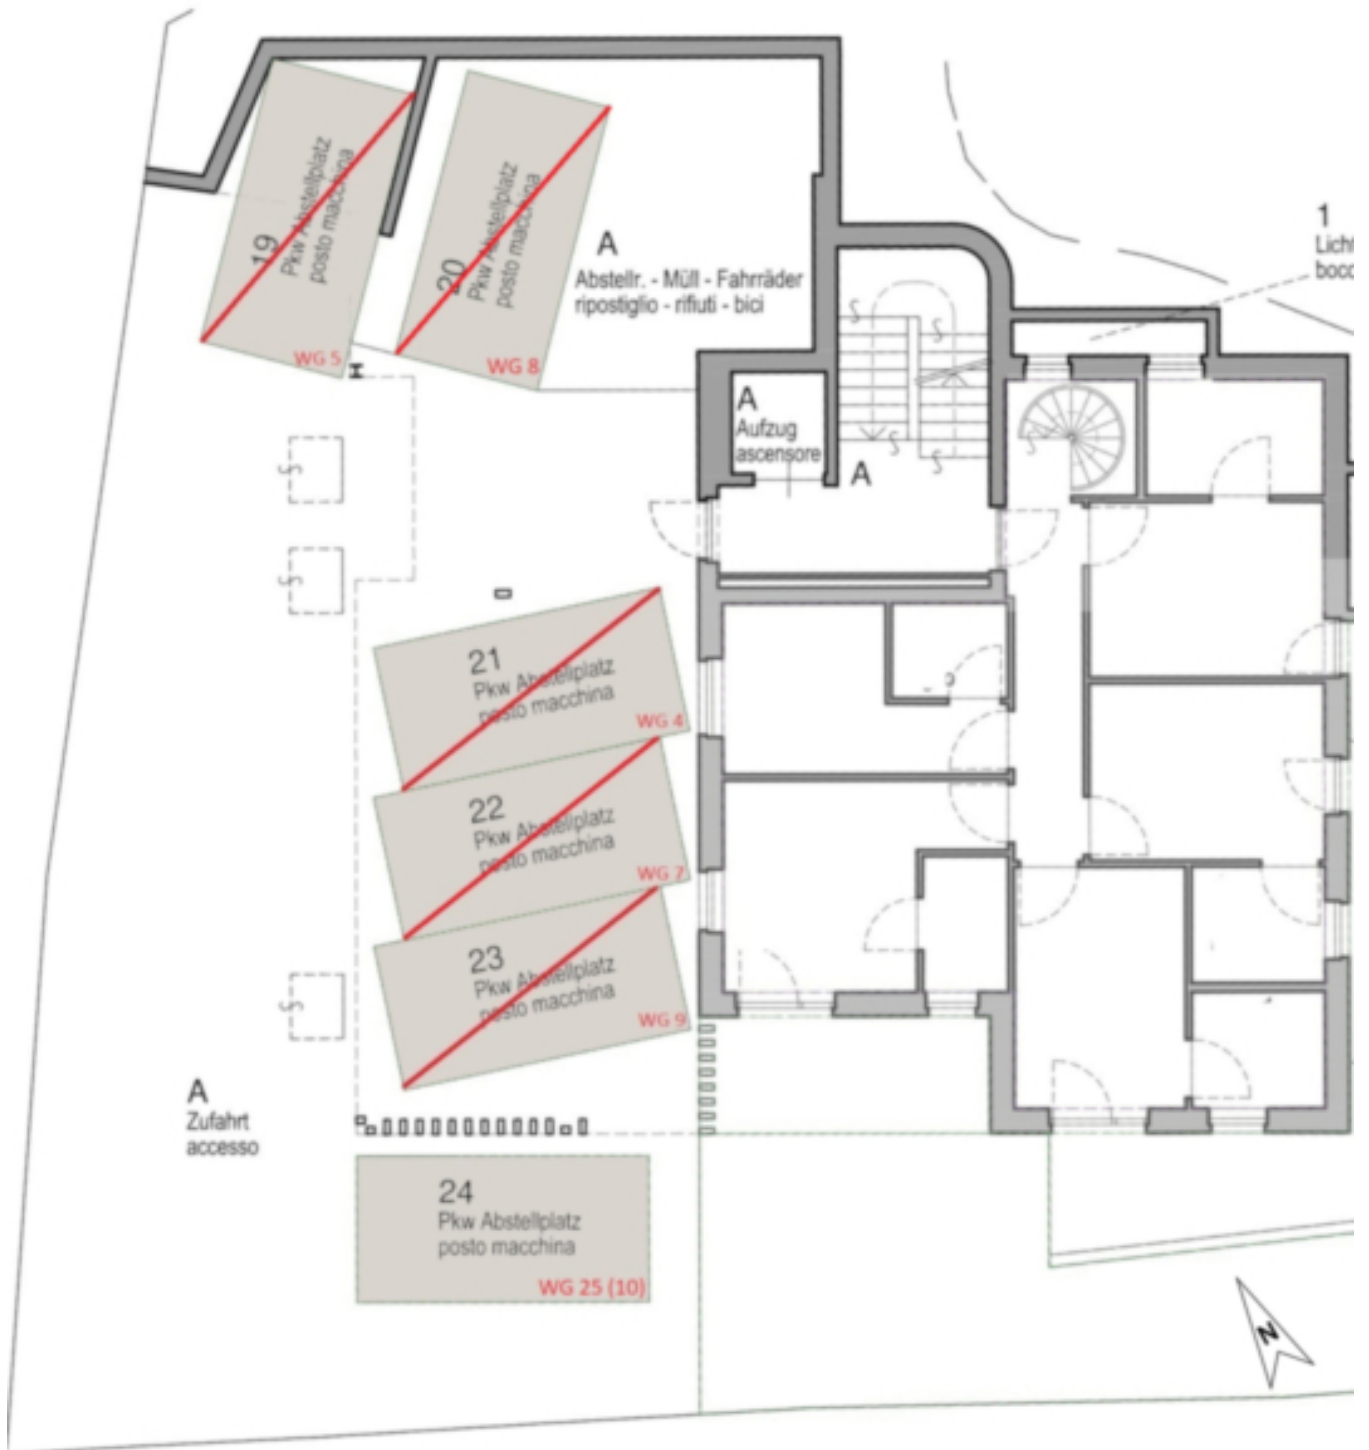 19
Pkw Abstellplatz
posto macchina
WG 5
20
Pkw Abstellplatz
posto macchina
WG 8
A
Abstellr. - Müll - Fahrräder
ripostiglio - rifiuti - bici
1
A
Aufzug
ascensore
A
21
Pkw Abstellplatz
posto macchina
WG 4
22
Pkw Abstellplatz
posto macchina
WG 7
23
Pkw Abstellplatz
posto macchina
WG 9
A
Zufahrt
accesso
24
Pkw Abstellplatz
posto macchina
WG 25 (10)
N